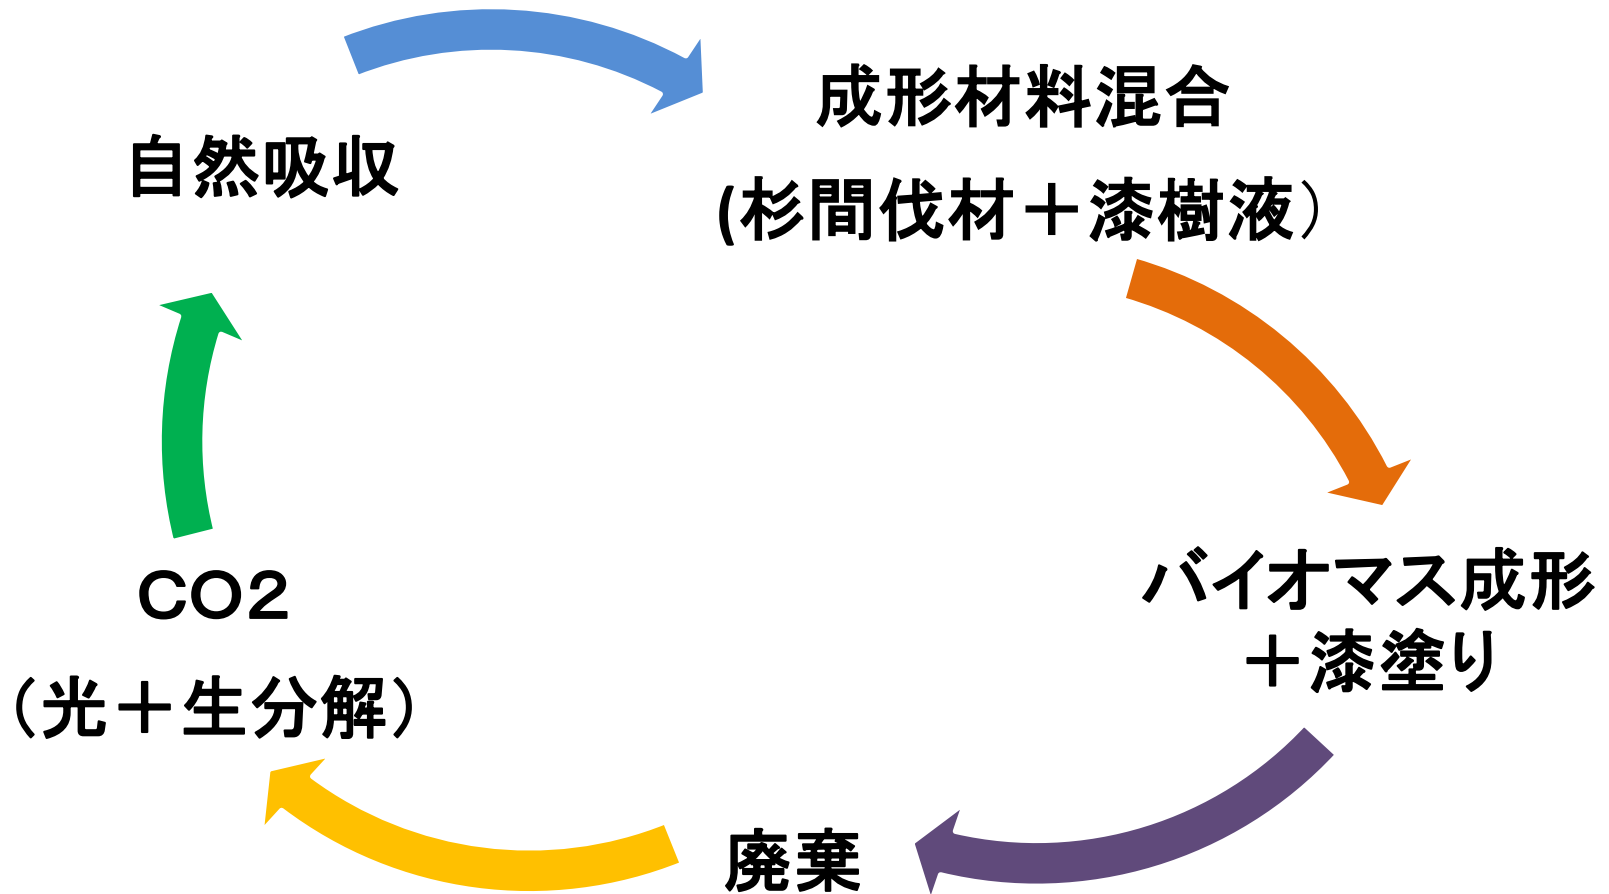 自然吸収
成形材料混合
(杉間伐材＋漆樹液）
バイオマス成形
＋漆塗り
廃棄
ＣＯ２
（光＋生分解）